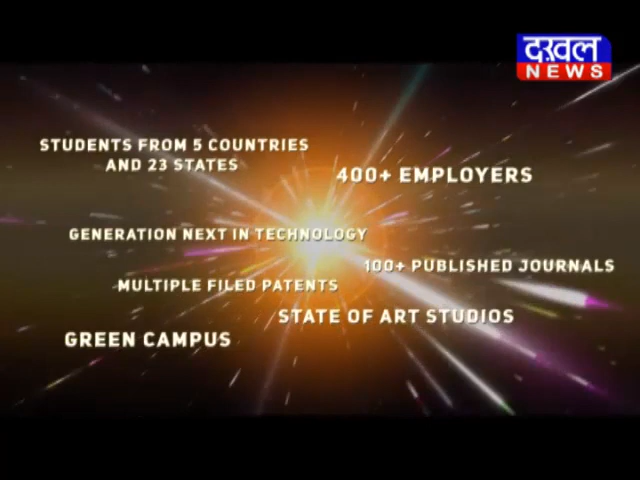 दख़ल
NEWS
STUDENTS FROM 5 COUNTRIES
AND 23 STATES
400+ EMPLOYERS
GENERATION NEXT IN TECHNOLOGY
100+ PUBLISHED JOURNALS
MULTIPLE FILED PATENTS
STATE OF ART STUDIOS
GREEN CAMPUS